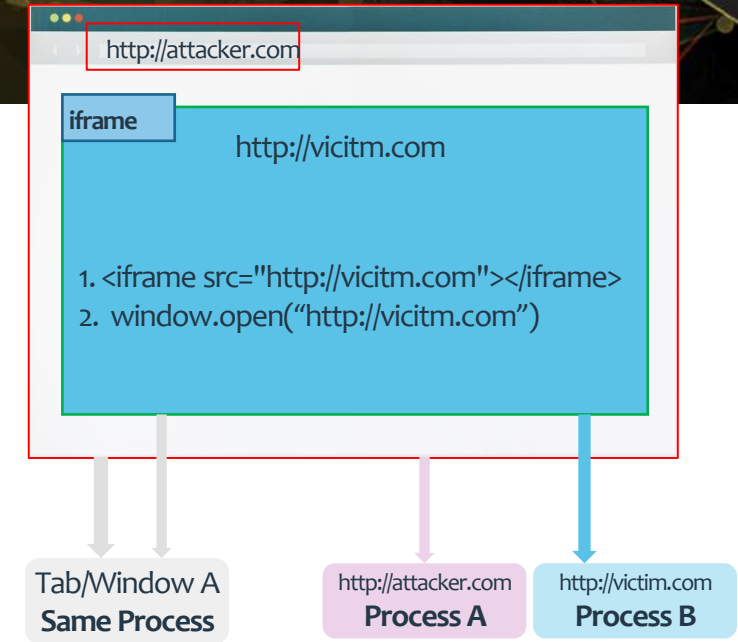 http://attacker.com
iframe
http://vicitm.com
1. <iframe src="http://vicitm.com"></iframe>
2. window.open(“http://vicitm.com”)
Tab/Window A
Same Process
http://attacker.com
Process A
http://victim.com
Process B